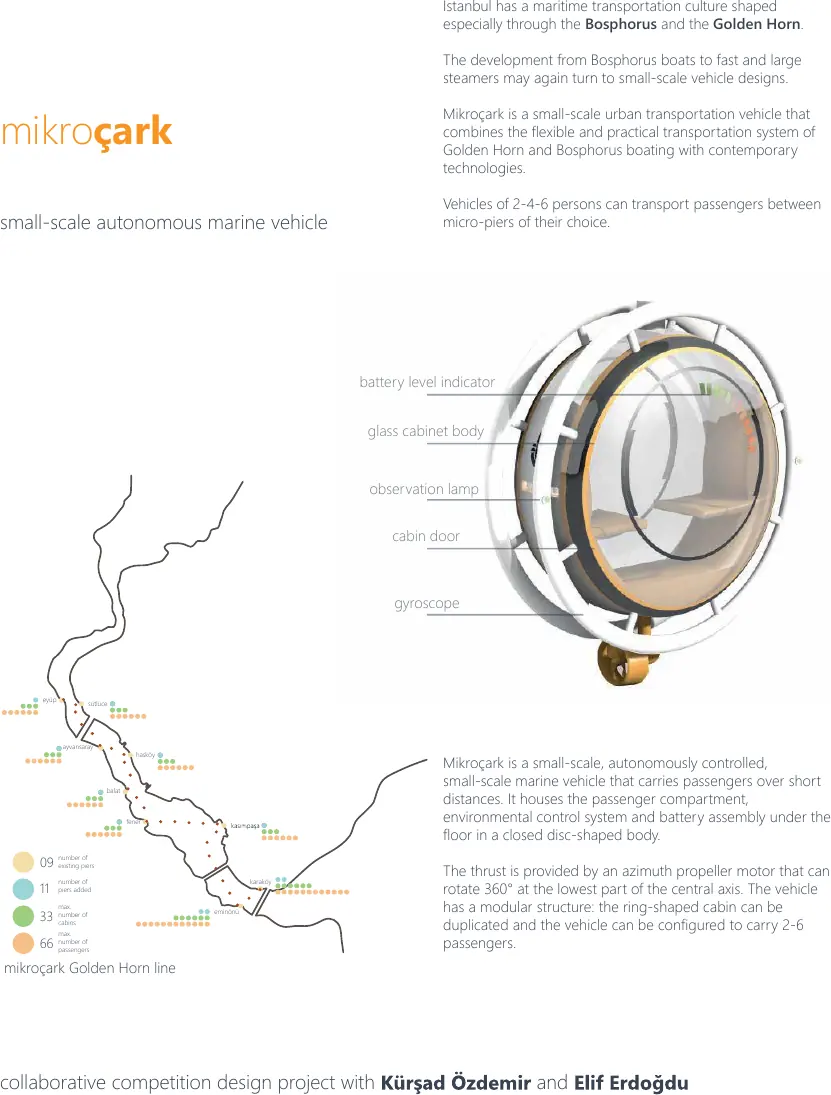 Istanbul has a maritime transportation culture shaped
especially through the Bosphorus and the Golden Horn.
The development from Bosphorus boats to fast and large
steamers may again turn to small-scale vehicle designs.
mikroçark
Mikroçark is a small-scale urban transportation vehicle that
combines the flexible and practical transportation system of
Golden Horn and Bosphorus boating with contemporary
technologies.
small-scale autonomous marine vehicle
Vehicles of 2-4-6 persons can transport passengers between
micro-piers of their choice.
battery level indicator
glass cabinet body
observation lamp
cabin door
gyroscope
eyüp
sütlüce
ayvansaray
hasköy
balat
fener
kasımpaşa
karaköy
eminönü
09 number of
existing piers
11 number of
piers added
33 max.
number of
cabins
66 max.
number of
passengers
mikroçark Golden Horn line
Mikroçark is a small-scale, autonomously controlled,
small-scale marine vehicle that carries passengers over short
distances. It houses the passenger compartment,
environmental control system and battery assembly under the
floor in a closed disc-shaped body.
The thrust is provided by an azimuth propeller motor that can
rotate 360° at the lowest part of the central axis. The vehicle
has a modular structure: the ring-shaped cabin can be
duplicated and the vehicle can be configured to carry 2-6
passengers.
collaborative competition design project with Kürşad Özdemir and Elif Erdoğdu